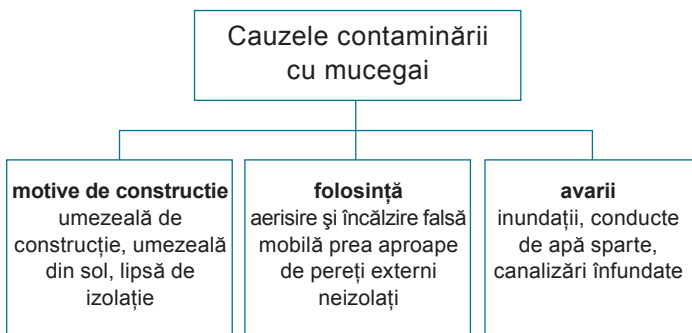 Cauzele contaminării
cu mucegai
motive de constructie
umezeală de
construcție, umezeală
din sol, lipsă de
izolație
folosință
aerisire şi încălzire falsă
mobilă prea aproape
de pereți externi
neizolați
avarii
inundații, conducte
de apă sparte,
canalizări înfundate